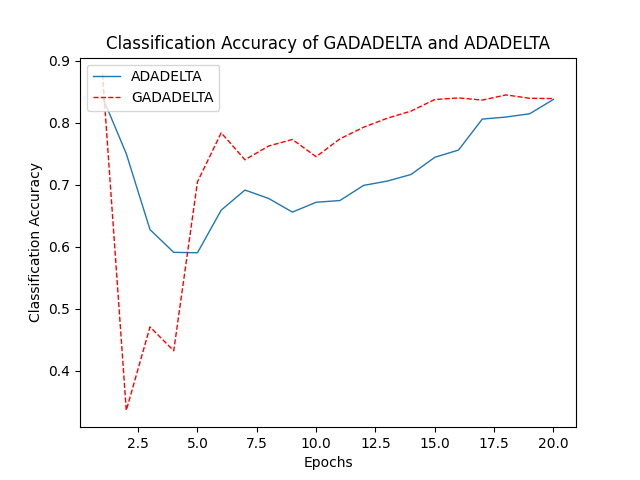 Classification Accuracy of GADADELTA and ADADELTA
ADADELTA
GADADELTA
Classification Accuracy
0.9
0.8
0.7
0.6
0.5
0.4
2.5 5.0 7.5 10.0 12.5 15.0 17.5 20.0
Epochs